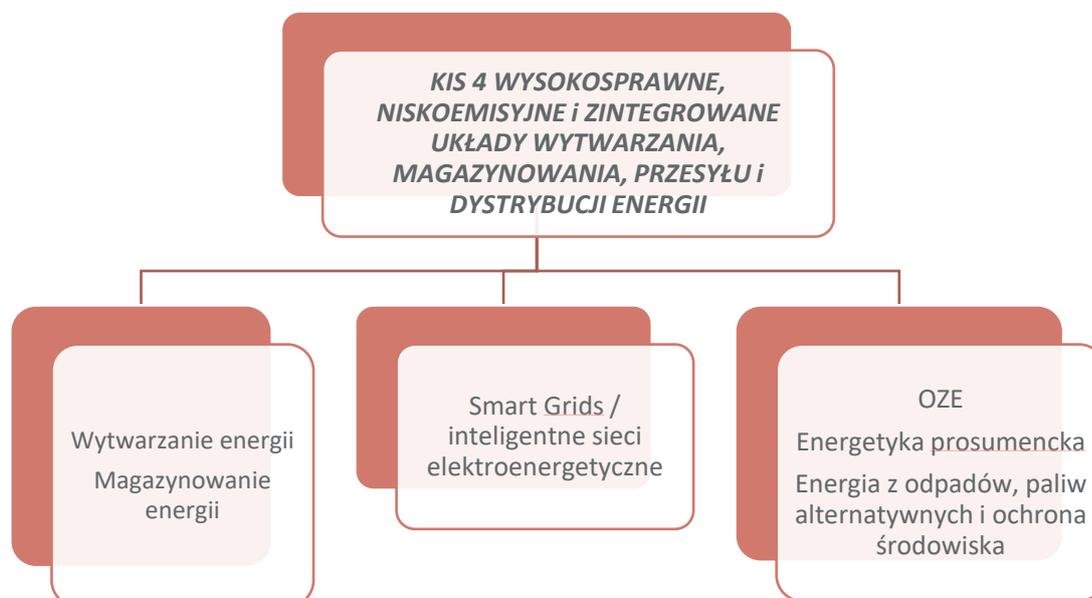 KIS 4 WYSOKOSPRAWNE,
NISKOEMISYJNE i ZINTEGROWANE
UKŁADY WYTWARZANIA,
MAGAZYNOWANIA, PRZESYŁU i
DYSTRYBUCJI ENERGII
Wytwarzanie energii
Magazynowanie
energii
Smart Grids /
inteligentne sieci
elektroenergetyczne
OZE
Energetyka prosumencka
Energia z odpadów, paliw
alternatywnych i ochrona
środowiska